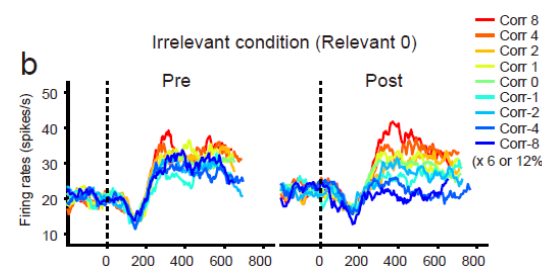 Irrelevant condition (Relevant 0)
b
Pre
Post
Firing rates (spikes/s)
50
40
30
20
10
0 200 400 600 800
0 200 400 600 800
Corr 8
Corr 4
Corr 2
Corr 1
Corr 0
Corr-1
Corr-2
Corr-4
Corr-8
(x 6 or 12%